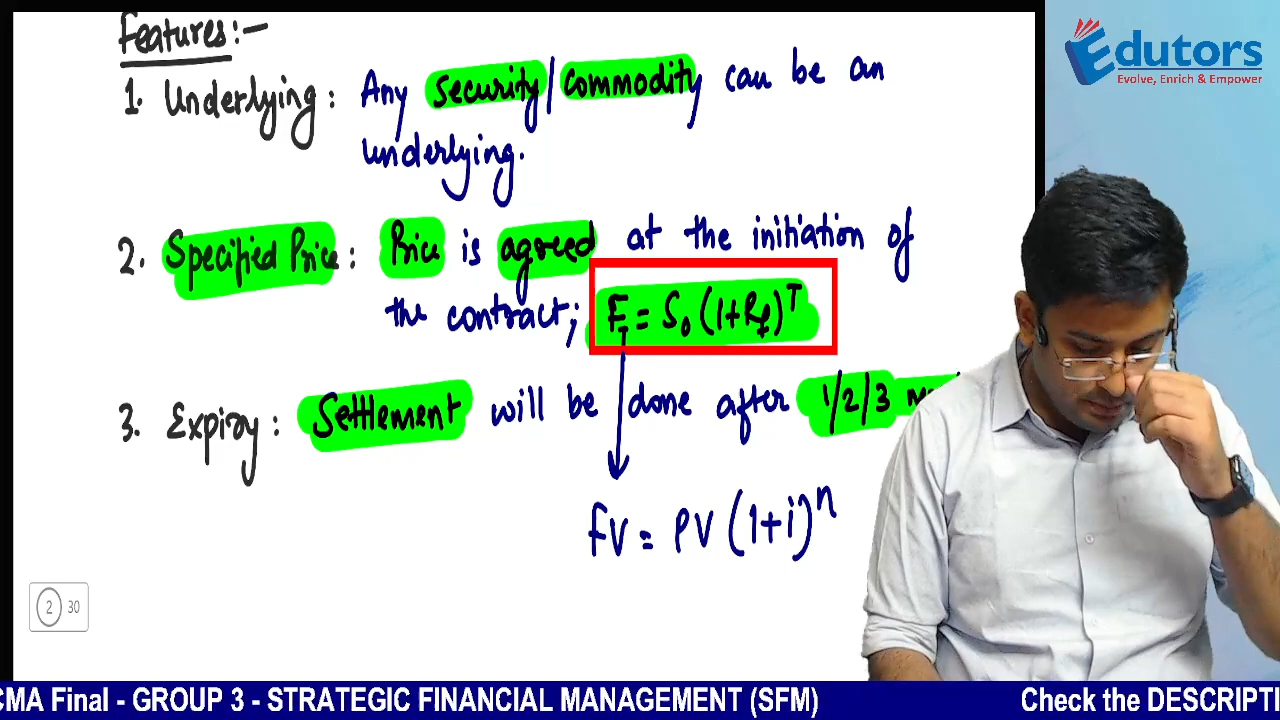 Features:-
1. Underlying: Any security/commodity can be an
underlying.
2. Specified Price: Price is agreed at the initiation of
the contract; F = S₀ (1+Rf)ᵀ
3. Expiry: Settlement will be done after 1/2/3
FV = PV (1+i)ⁿ
2 30
Edutors
Evolve, Enrich & Empower
CMA Final - GROUP 3 - STRATEGIC FINANCIAL MANAGEMENT (SFM) Check the DESCRIPTI